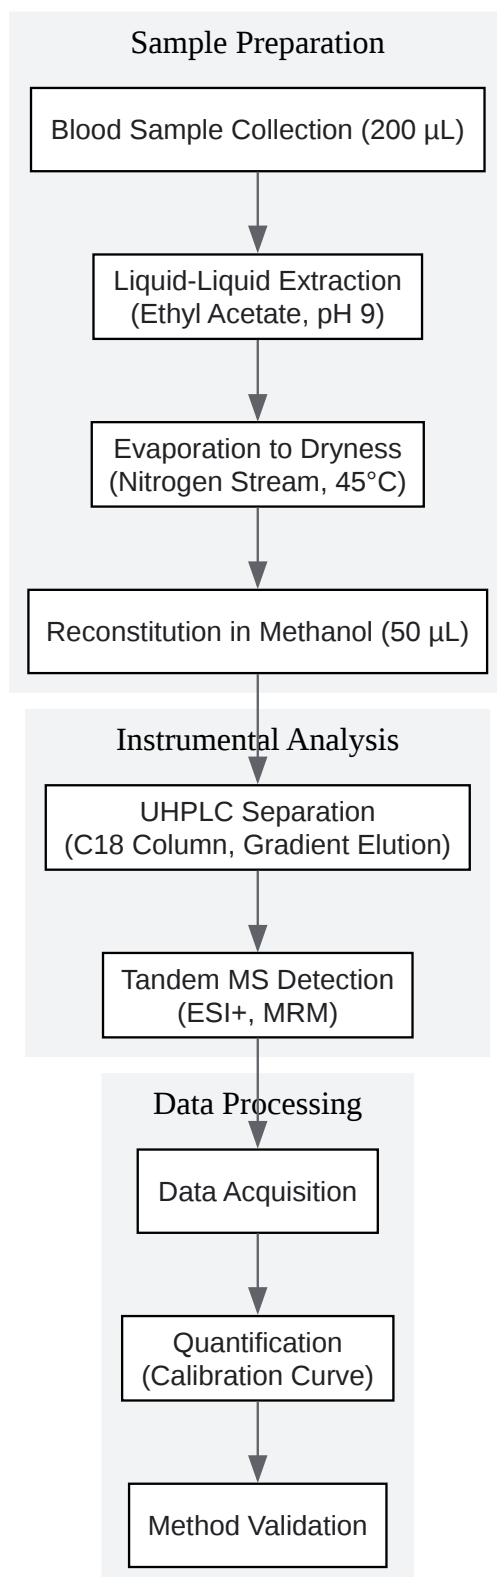 Sample Preparation
Blood Sample Collection (200 µL)
Liquid-Liquid Extraction
(Ethyl Acetate, pH 9)
Evaporation to Dryness
(Nitrogen Stream, 45°C)
Reconstitution in Methanol (50 µL)
Instrumental Analysis
UHPLC Separation
(C18 Column, Gradient Elution)
Tandem MS Detection
(ESI+, MRM)
Data Processing
Data Acquisition
Quantification
(Calibration Curve)
Method Validation